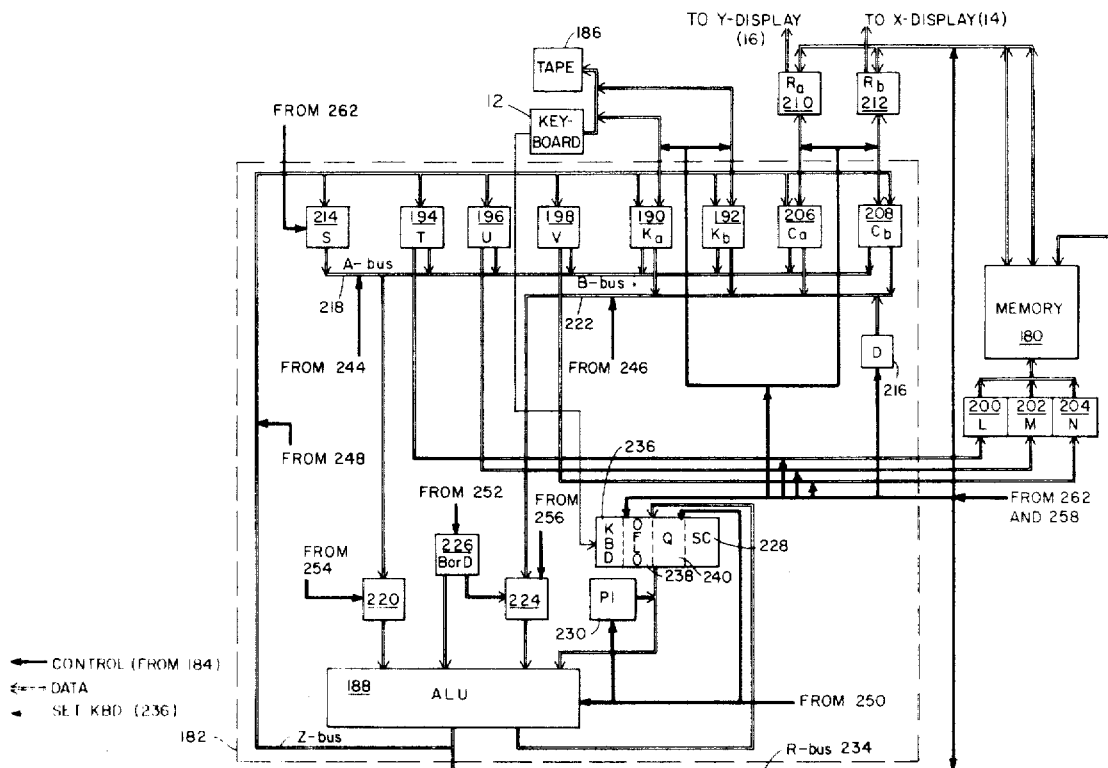 TO Y-DISPLAY
(16)
TO X-DISPLAY(14)
186
TAPE
12
KEY-
BOARD
Ra
210
Rb
212
FROM 262
214
S
194
T
196
U
198
V
190
Ka
192
Kb
206
Ca
208
Cb
A-bus
218
B-bus
222
MEMORY
180
FROM 244
FROM 246
D
216
200
L
202
M
204
N
FROM 248
236
FROM 252
FROM
256
FROM 262
AND 258
KBD
OFLO
Q
SC
228
226
BorD
238
240
FROM
254
220
224
PI
230
CONTROL (FROM 184)
DATA
SET KBD (236)
188
ALU
FROM 250
182
Z-bus
R-bus 234